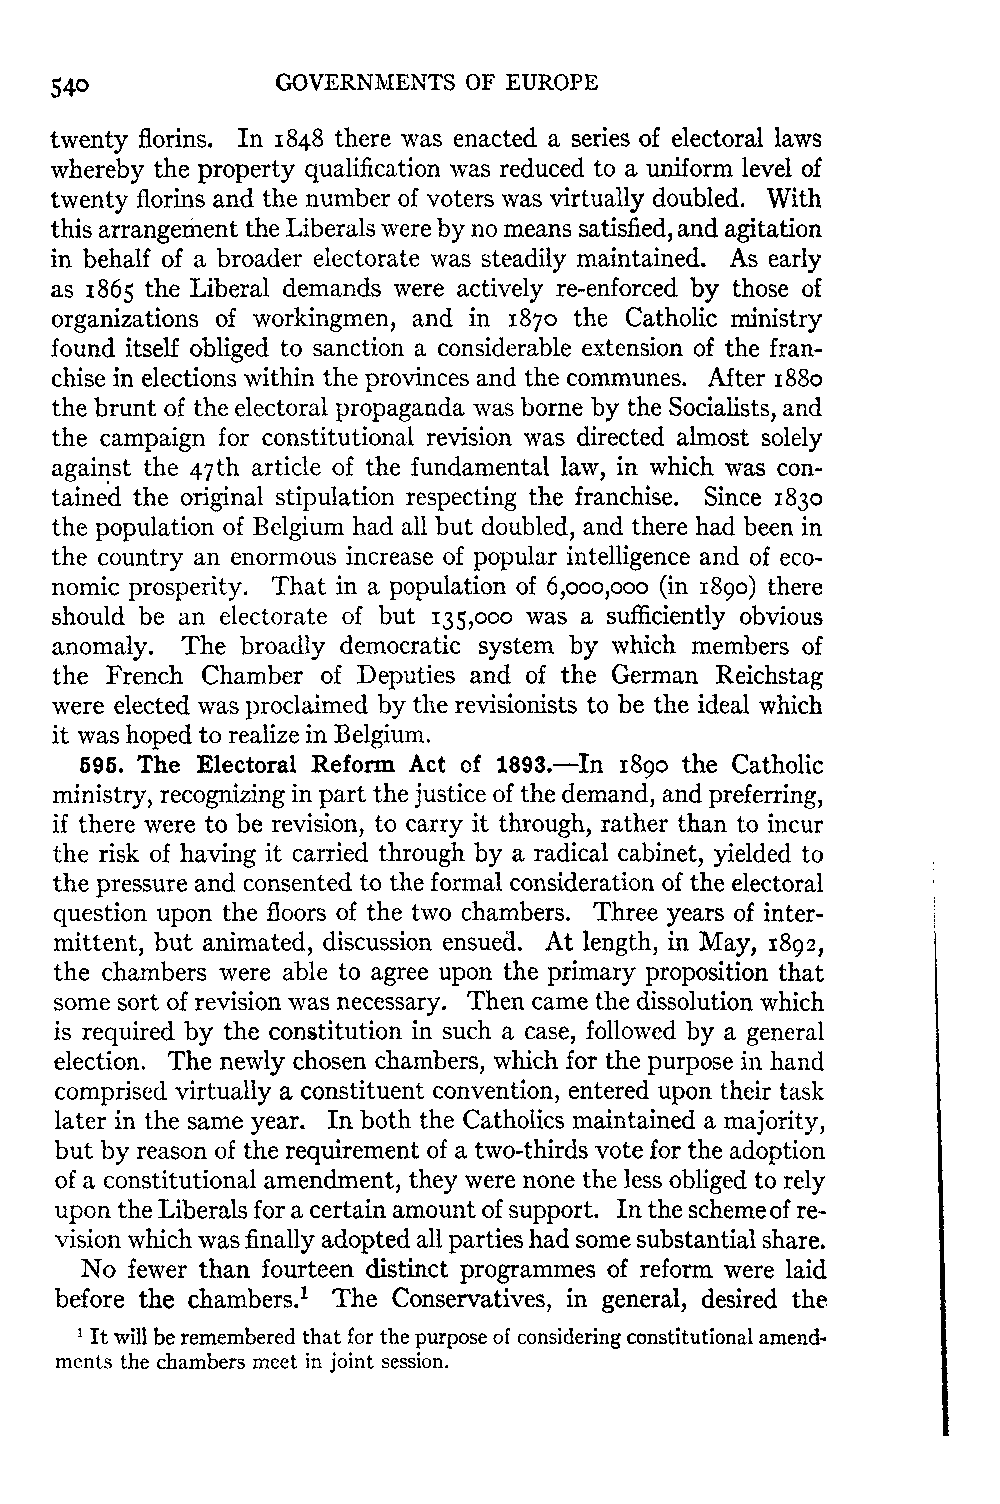 540 GOVERNMENTS OF EUROPE
twenty florins. In 1848 there was enacted a series of electoral laws
whereby the property qualification was reduced to a uniform level of
twenty florins and the number of voters was virtually doubled. With
this arrangement the Liberals were by no means satisfied, and agitation
in behalf of a broader electorate was steadily maintained. As early
as 1865 the Liberal demands were actively re-enforced by those of
organizations of workingmen, and in 1870 the Catholic ministry
found itself obliged to sanction a considerable extension of the fran-
chise in elections within the provinces and the communes. After 1880
the brunt of the electoral propaganda was borne by the Socialists, and
the campaign for constitutional revision was directed almost solely
against the 47th article of the fundamental law, in which was con-
tained the original stipulation respecting the franchise. Since 1830
the population of Belgium had all but doubled, and there had been in
the country an enormous increase of popular intelligence and of eco-
nomic prosperity. That in a population of 6,000,000 (in 1890) there
should be an electorate of but 135,000 was a sufficiently obvious
anomaly. The broadly democratic system by which members of
the French Chamber of Deputies and of the German Reichstag
were elected was proclaimed by the revisionists to be the ideal which
it was hoped to realize in Belgium.
595. The Electoral Reform Act of 1893.—In 1890 the Catholic
ministry, recognizing in part the justice of the demand, and preferring,
if there were to be revision, to carry it through, rather than to incur
the risk of having it carried through by a radical cabinet, yielded to
the pressure and consented to the formal consideration of the electoral
question upon the floors of the two chambers. Three years of inter-
mittent, but animated, discussion ensued. At length, in May, 1892,
the chambers were able to agree upon the primary proposition that
some sort of revision was necessary. Then came the dissolution which
is required by the constitution in such a case, followed by a general
election. The newly chosen chambers, which for the purpose in hand
comprised virtually a constituent convention, entered upon their task
later in the same year. In both the Catholics maintained a majority,
but by reason of the requirement of a two-thirds vote for the adoption
of a constitutional amendment, they were none the less obliged to rely
upon the Liberals for a certain amount of support. In the scheme of re-
vision which was finally adopted all parties had some substantial share.
No fewer than fourteen distinct programmes of reform were laid
before the chambers.¹ The Conservatives, in general, desired the
¹ It will be remembered that for the purpose of considering constitutional amend-
ments the chambers meet in joint session.